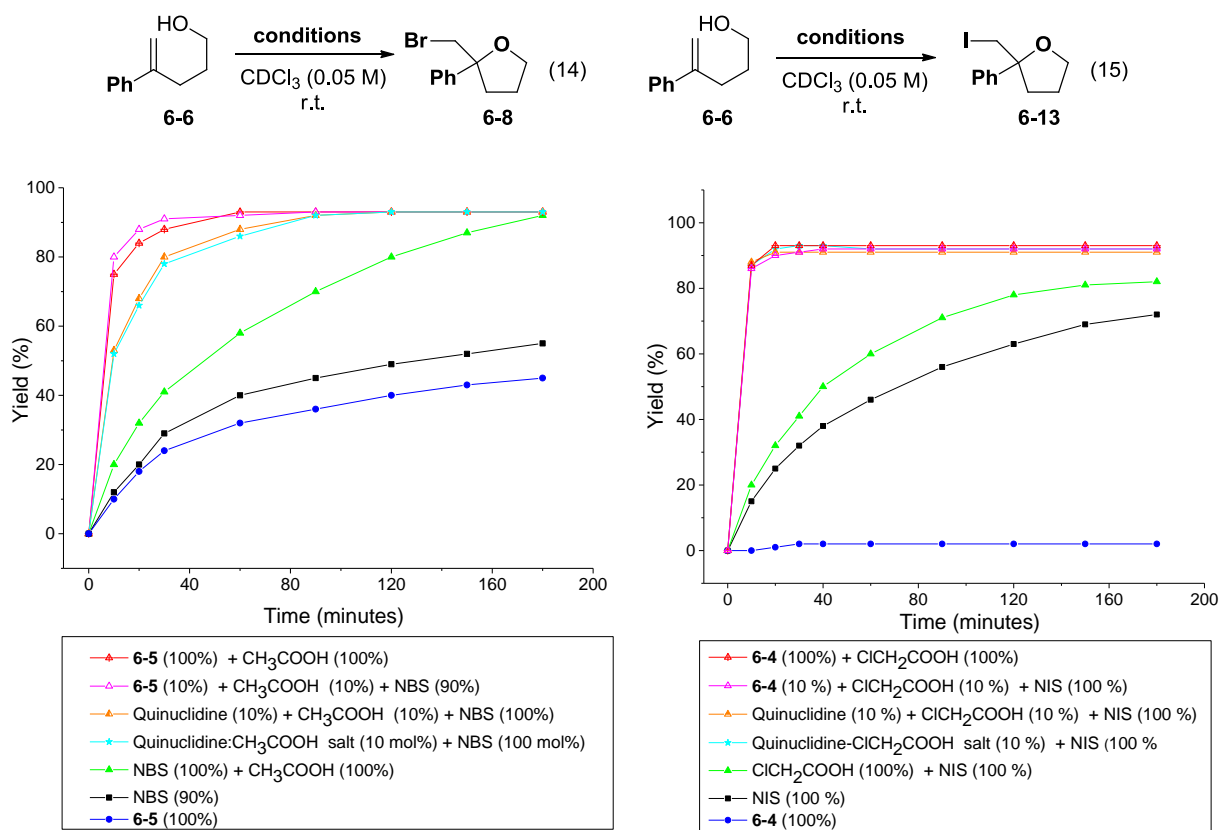 HO
conditions
CDCl3 (0.05 M)
r.t.
Ph
6-6
Br
O
Ph
6-8
(14)
HO
conditions
CDCl3 (0.05 M)
r.t.
Ph
6-6
I
O
Ph
6-13
(15)
100
80
60
40
20
0
Yield (%)
0 40 80 120 160 200
Time (minutes)
6-5 (100%) + CH3COOH (100%)
6-5 (10%) + CH3COOH (10%) + NBS (90%)
Quinuclidine (10%) + CH3COOH (10%) + NBS (100%)
Quinuclidine:CH3COOH salt (10 mol%) + NBS (100 mol%)
NBS (100%) + CH3COOH (100%)
NBS (90%)
6-5 (100%)
100
80
60
40
20
0
Yield (%)
0 40 80 120 160 200
Time (minutes)
6-4 (100%) + ClCH2COOH (100%)
6-4 (10 %) + ClCH2COOH (10 %) + NIS (100 %)
Quinuclidine (10 %) + ClCH2COOH (10 %) + NIS (100 %)
Quinuclidine-ClCH2COOH salt (10 %) + NIS (100 %
ClCH2COOH (100%) + NIS (100 %)
NIS (100 %)
6-4 (100%)